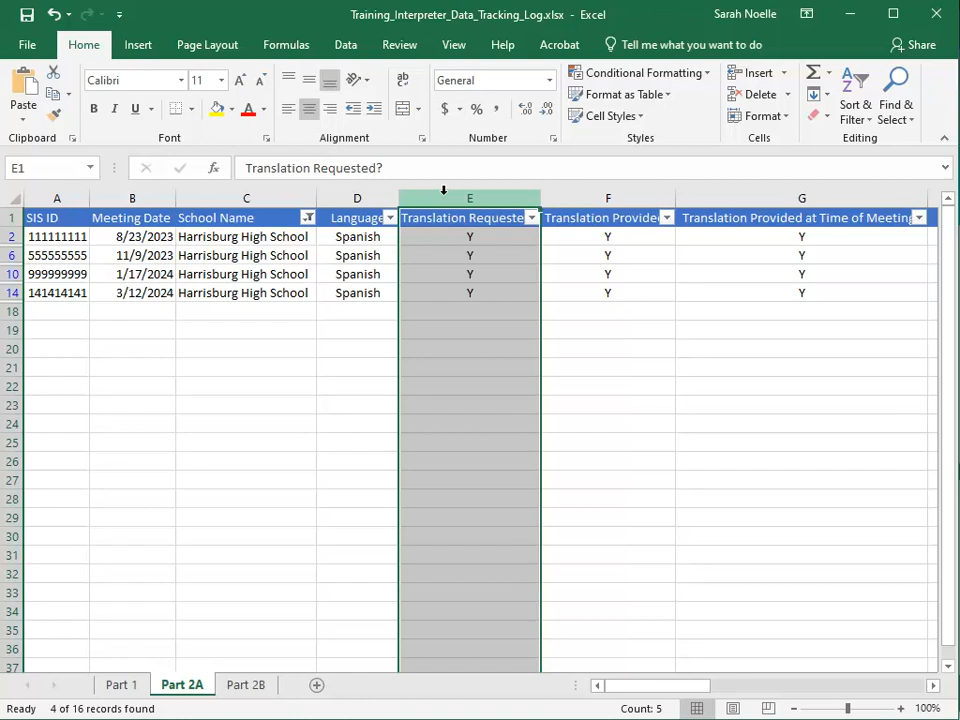 Training_Interpreter_Data_Tracking_Log.xlsx - Excel
Sarah Noelle
File Home Insert Page Layout Formulas Data Review View Help Acrobat Tell me what you want to do Share
Calibri 11 General Conditional Formatting Insert
Paste Format as Table Delete Sort & Find &
B I U A $ % , Cell Styles Format Filter Select
Clipboard Font Alignment Number Styles Cells Editing
E1 fx Translation Requested?
A B C D E F G
1 SIS ID Meeting Date School Name Language Translation Requeste Translation Provide Translation Provided at Time of Meeting
2 111111111 8/23/2023 Harrisburg High School Spanish Y Y Y
6 555555555 11/9/2023 Harrisburg High School Spanish Y Y Y
10 999999999 1/17/2024 Harrisburg High School Spanish Y Y Y
14 141414141 3/12/2024 Harrisburg High School Spanish Y Y Y
18
19
20
21
22
23
24
25
26
27
28
29
30
31
32
33
34
35
36
37
Part 1 Part 2A Part 2B
Ready 4 of 16 records found Count: 5 100%